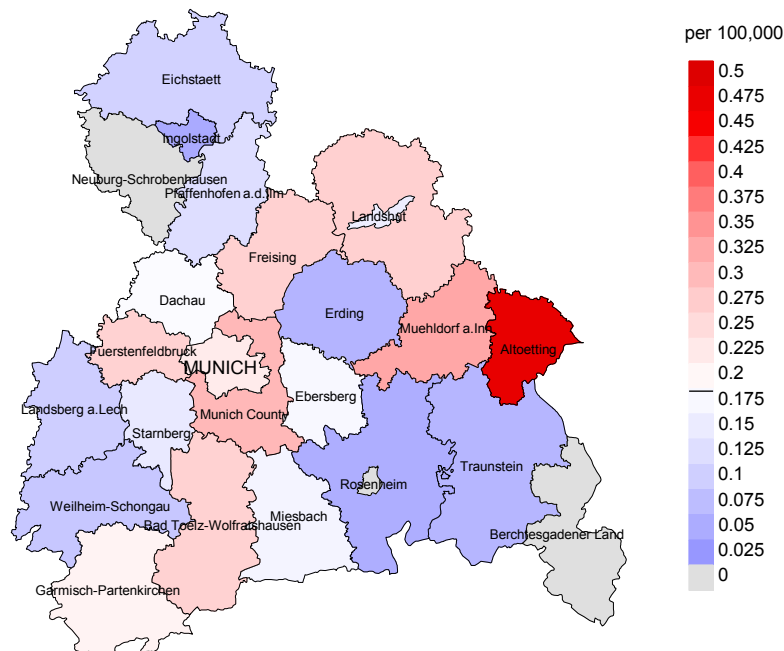 per 100,000
0.5
0.475
0.45
0.425
0.4
0.375
0.35
0.325
0.3
0.275
0.25
0.225
0.2
0.175
0.15
0.125
0.1
0.075
0.05
0.025
0
Eichstaett
Ingolstadt
Neuburg-Schrobenhausen
Pfaffenhofen a.d.Ilm
Landshut
Freising
Dachau
Erding
Muehldorf a.Inn
Altoetting
Fuerstenfeldbruck
MUNICH
Ebersberg
Landsberg a.Lech
Munich County
Starnberg
Traunstein
Rosenheim
Weilheim-Schongau
Miesbach
Bad Toelz-Wolfratshausen
Berchtesgadener Land
Garmisch-Partenkirchen